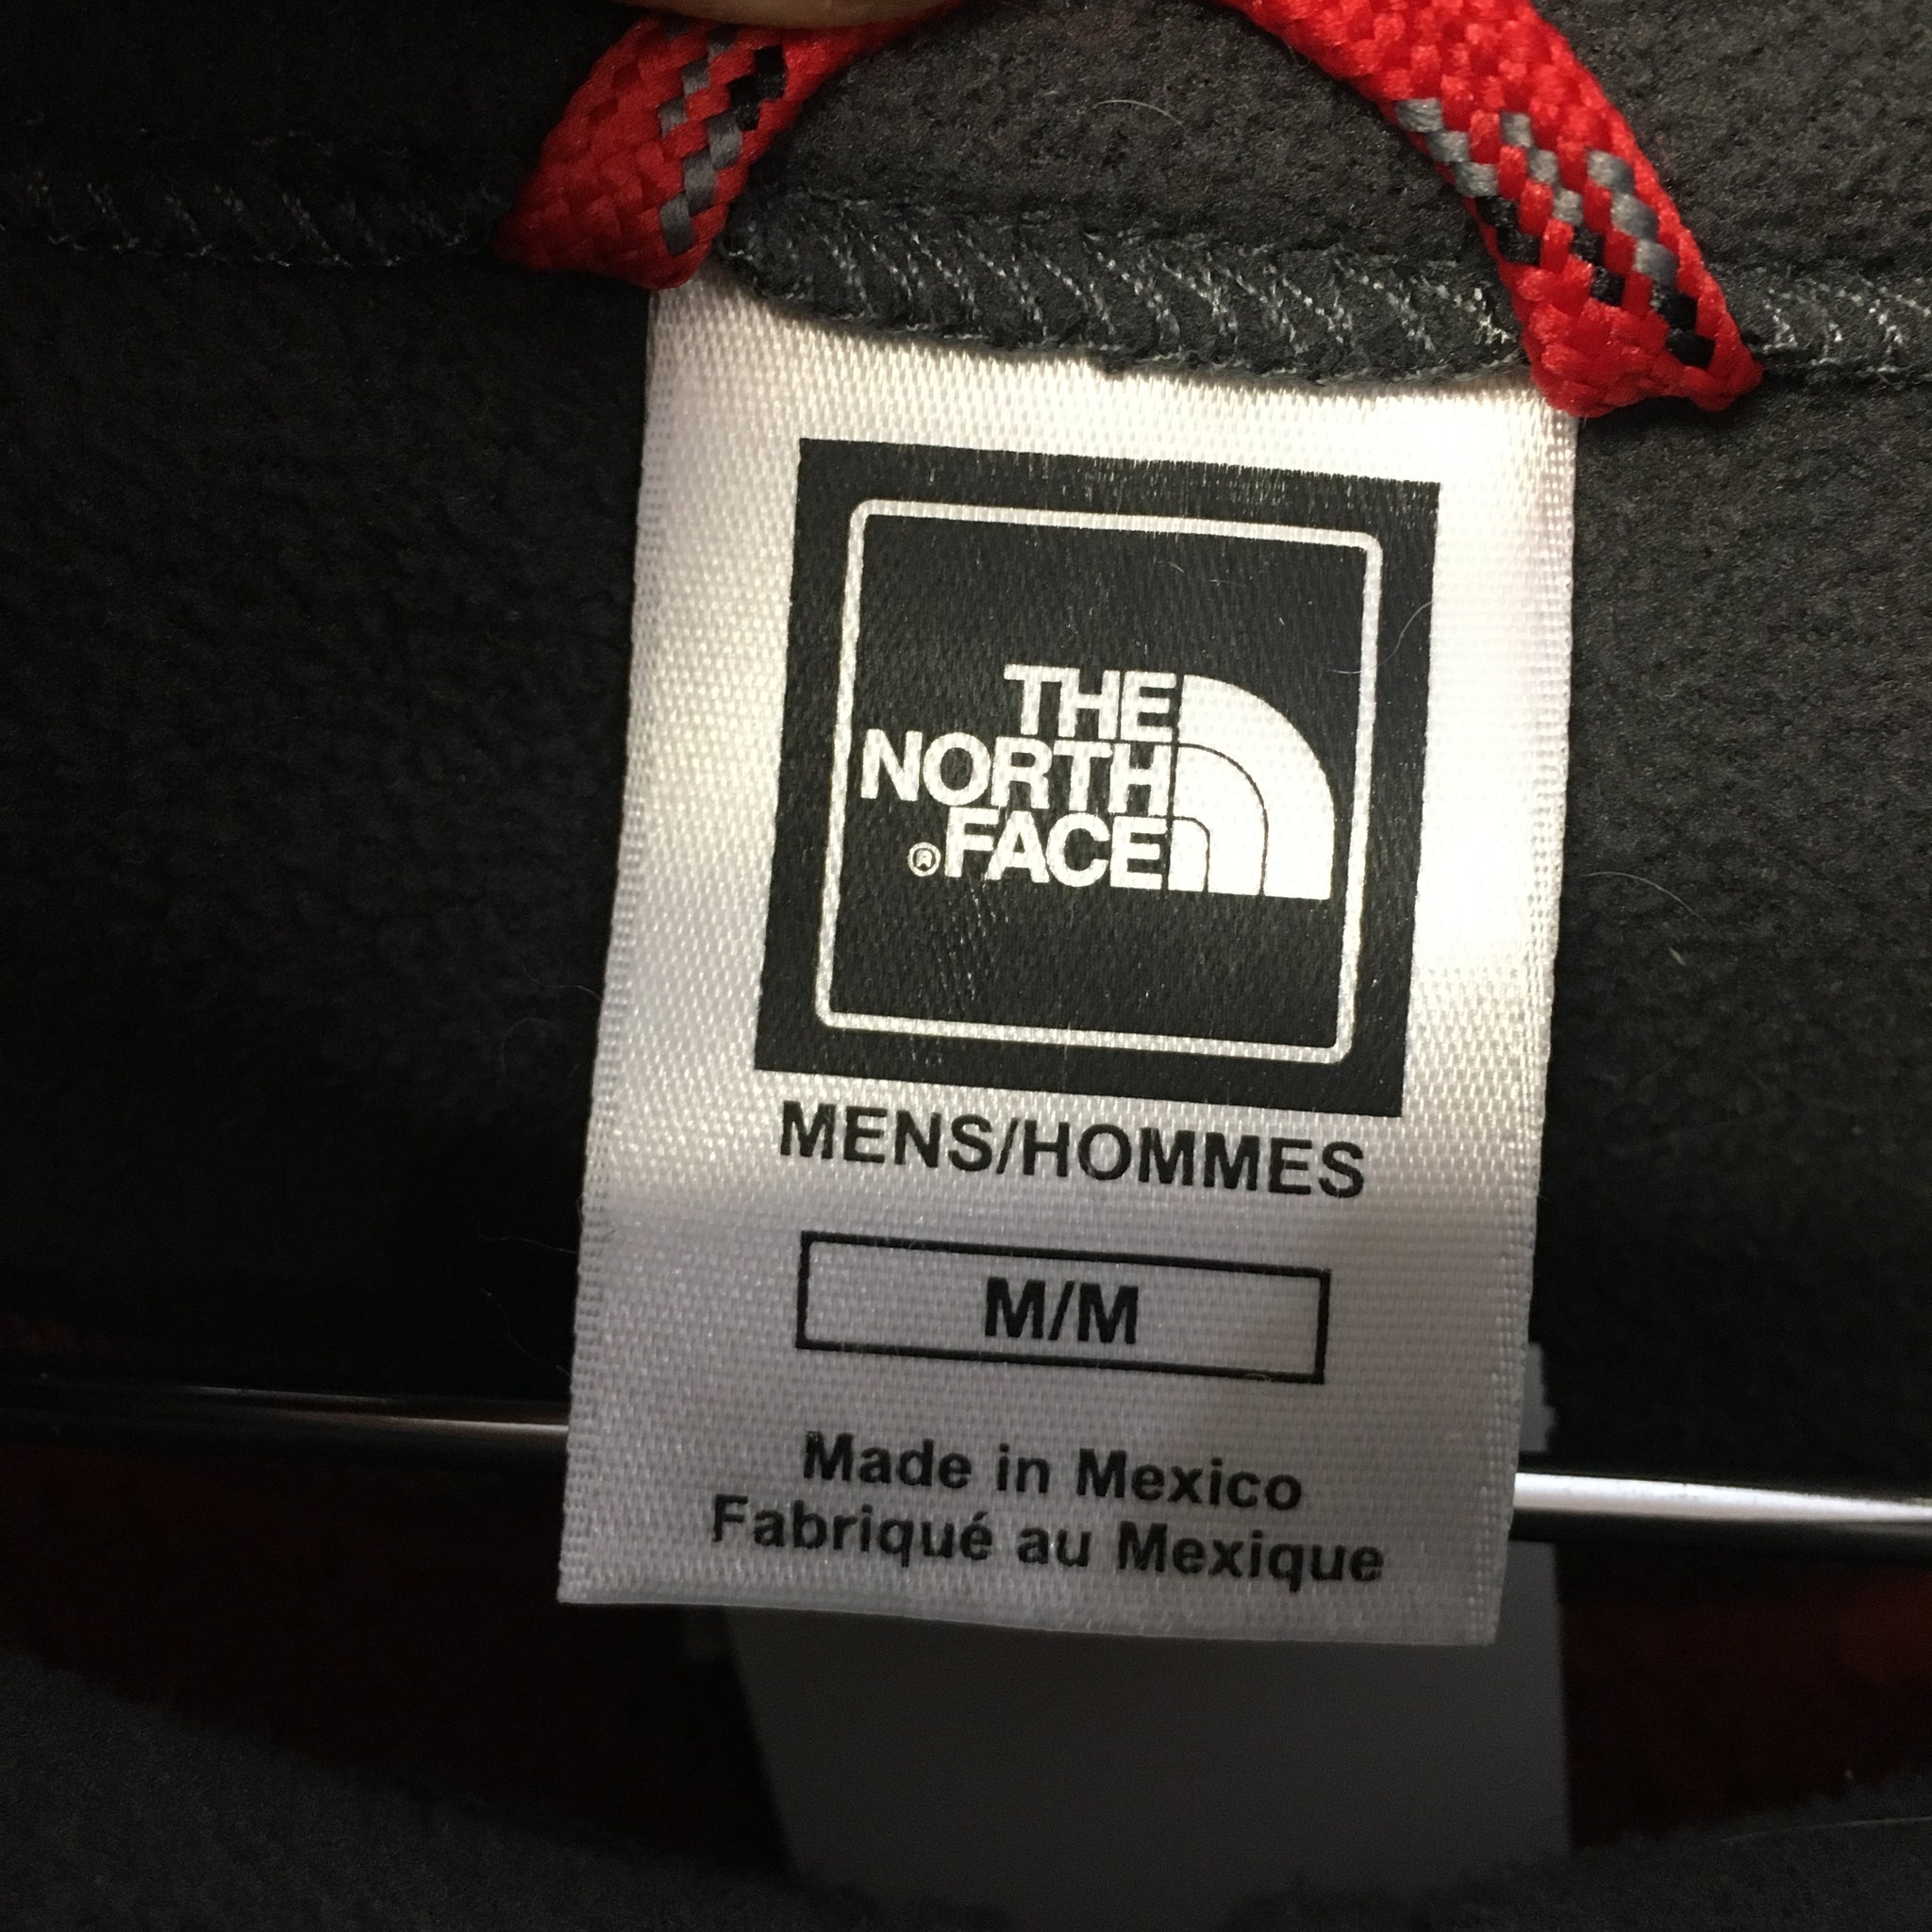 THE
NORTH
®FACE
MENS/HOMMES
M/M
Made in Mexico
Fabriqué au Mexique